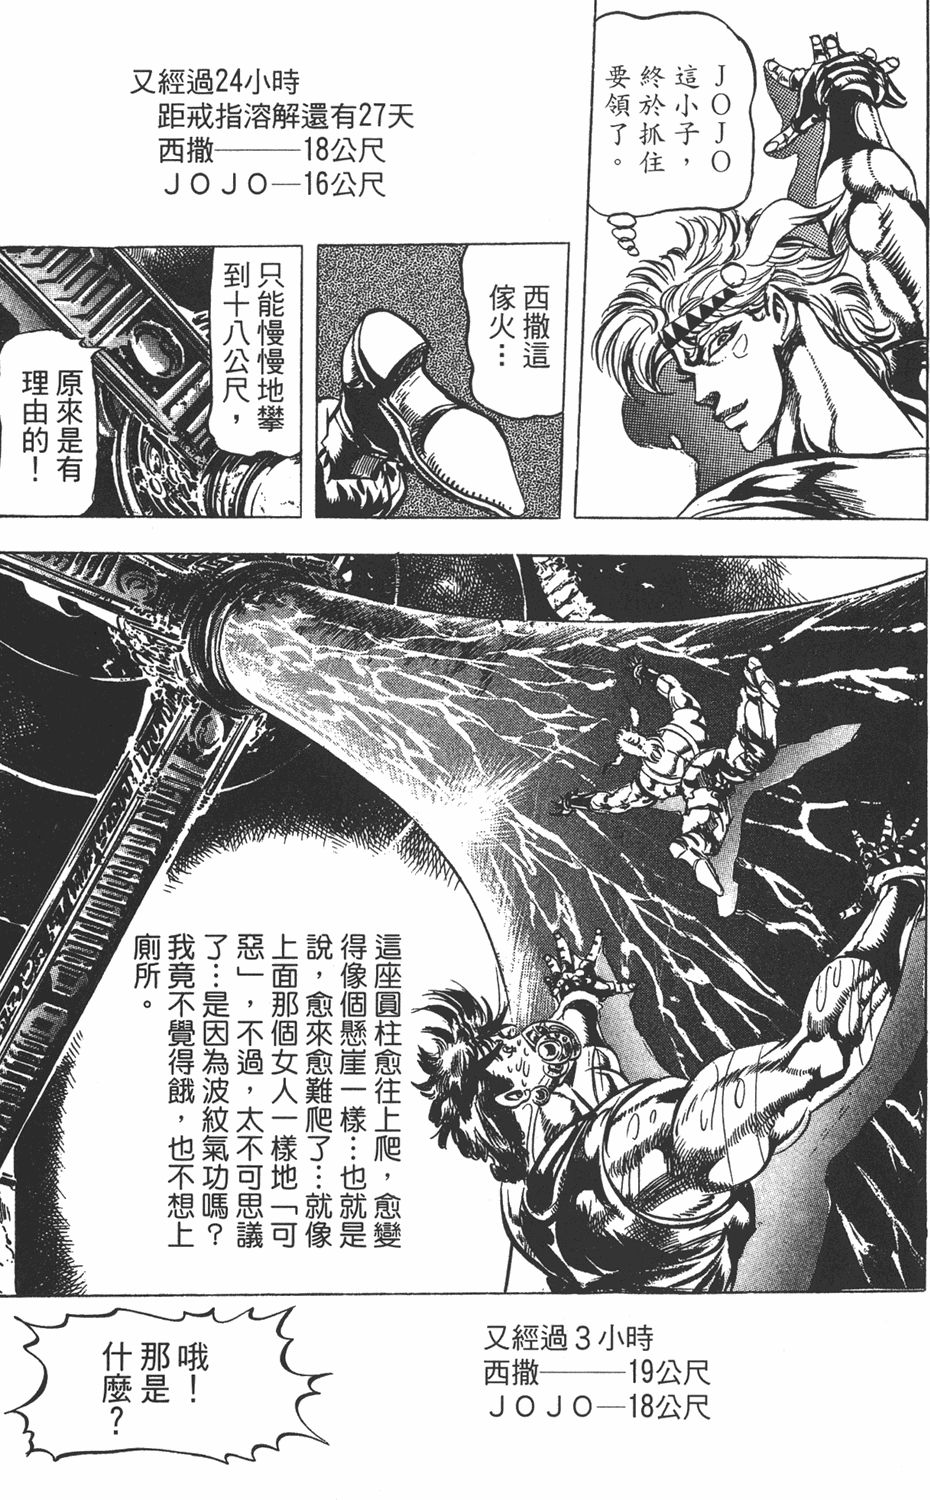 JOJO
這小子，
終於抓住
要領了。
又經過24小時
距戒指溶解還有27天
西撒———18公尺
ＪＯＪＯ—16公尺
西撒這
傢火…
只能慢慢地攀
到十八公尺，
原來是有
理由的！
這座圓柱愈往上爬，愈變
得像個懸崖一樣…也就是
說，愈來愈難爬了…就像
上面那個女人一樣地「可
惡」，不過，太不可思議
了…是因為波紋氣功嗎？
我竟不覺得餓，也不想上
廁所。
又經過３小時
西撒———19公尺
ＪＯＪＯ—18公尺
哦！
那是
什麼？